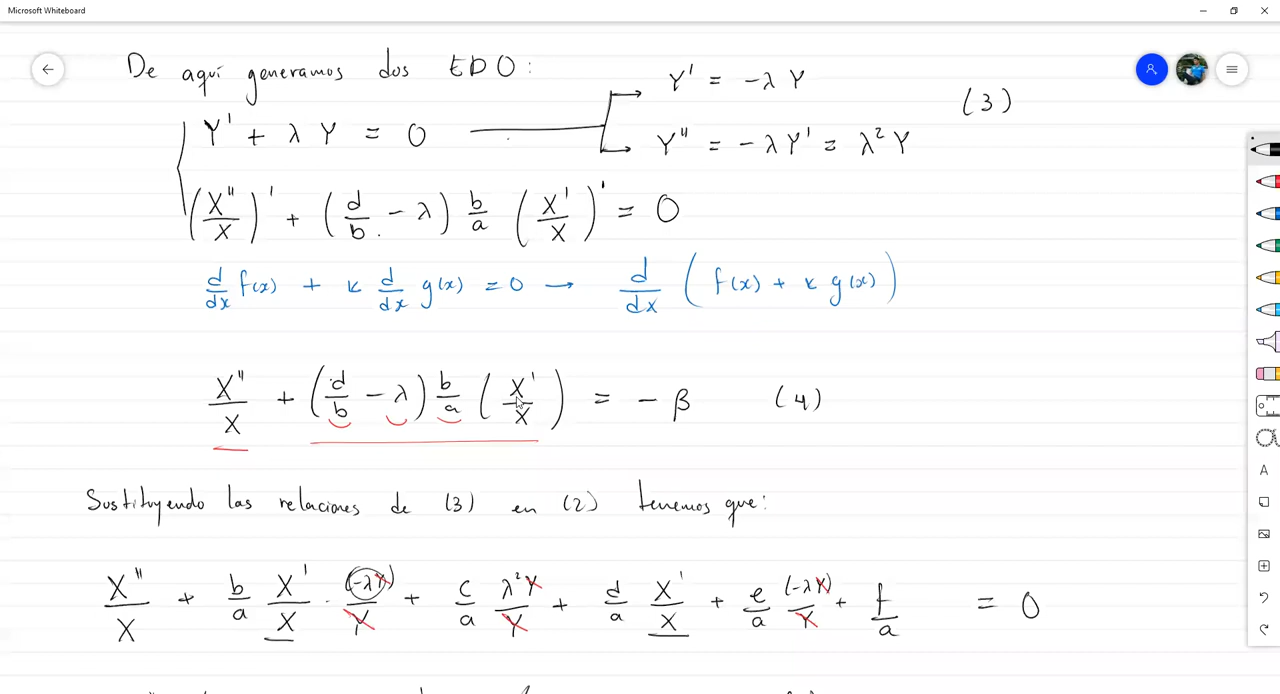 Microsoft Whiteboard
De aquí generamos dos EDO:
Y' = -λ Y
(3)
Y' + λ Y = 0
Y'' = -λ Y' = λ² Y
(X''/X)' + (d/b - λ) b/a (X'/X)' = 0
d/dx f(x) + k d/dx g(x) = 0 → d/dx ( f(x) + k g(x) )
X''/X + (d/b - λ) b/a (X'/X) = - β (4)
Sustituyendo las relaciones de (3) en (2) tenemos que:
X''/X + b/a X'/X · (-λY)/Y + c/a λ²Y/Y + d/a X'/X + e/a (-λY)/Y + f/a = 0
A